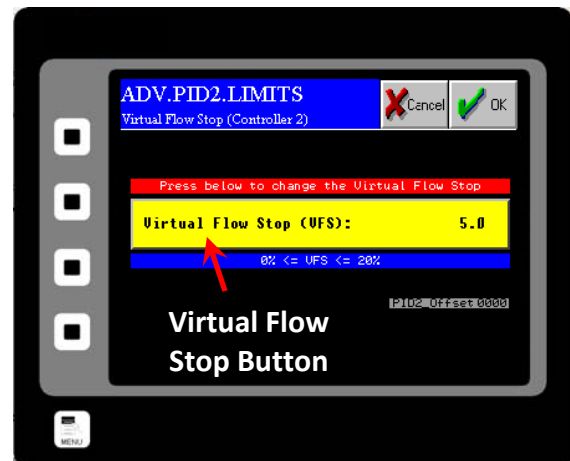 ADV.PID2.LIMITS
Virtual Flow Stop (Controller 2)
Cancel
OK
Press below to change the Virtual Flow Stop
Virtual Flow Stop (VFS): 5.0
0% <= VFS <= 20%
PID2_Offset 0000
Virtual Flow
Stop Button
MENU